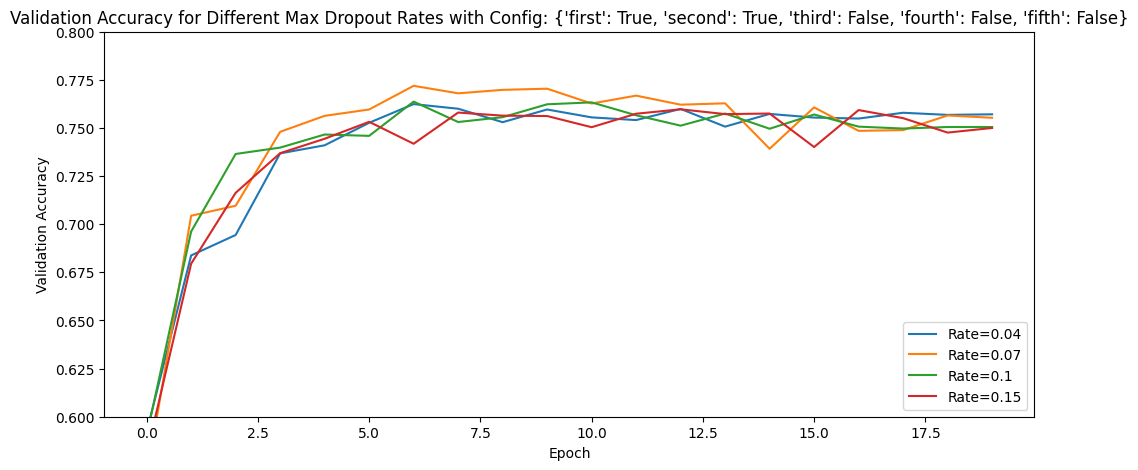 Validation Accuracy for Different Max Dropout Rates with Config: {'first': True, 'second': True, 'third': False, 'fourth': False, 'fifth': False}
0.800
0.775
0.750
0.725
0.700
0.675
0.650
0.625
0.600
Validation Accuracy
0.0 2.5 5.0 7.5 10.0 12.5 15.0 17.5
Epoch
Rate=0.04
Rate=0.07
Rate=0.1
Rate=0.15